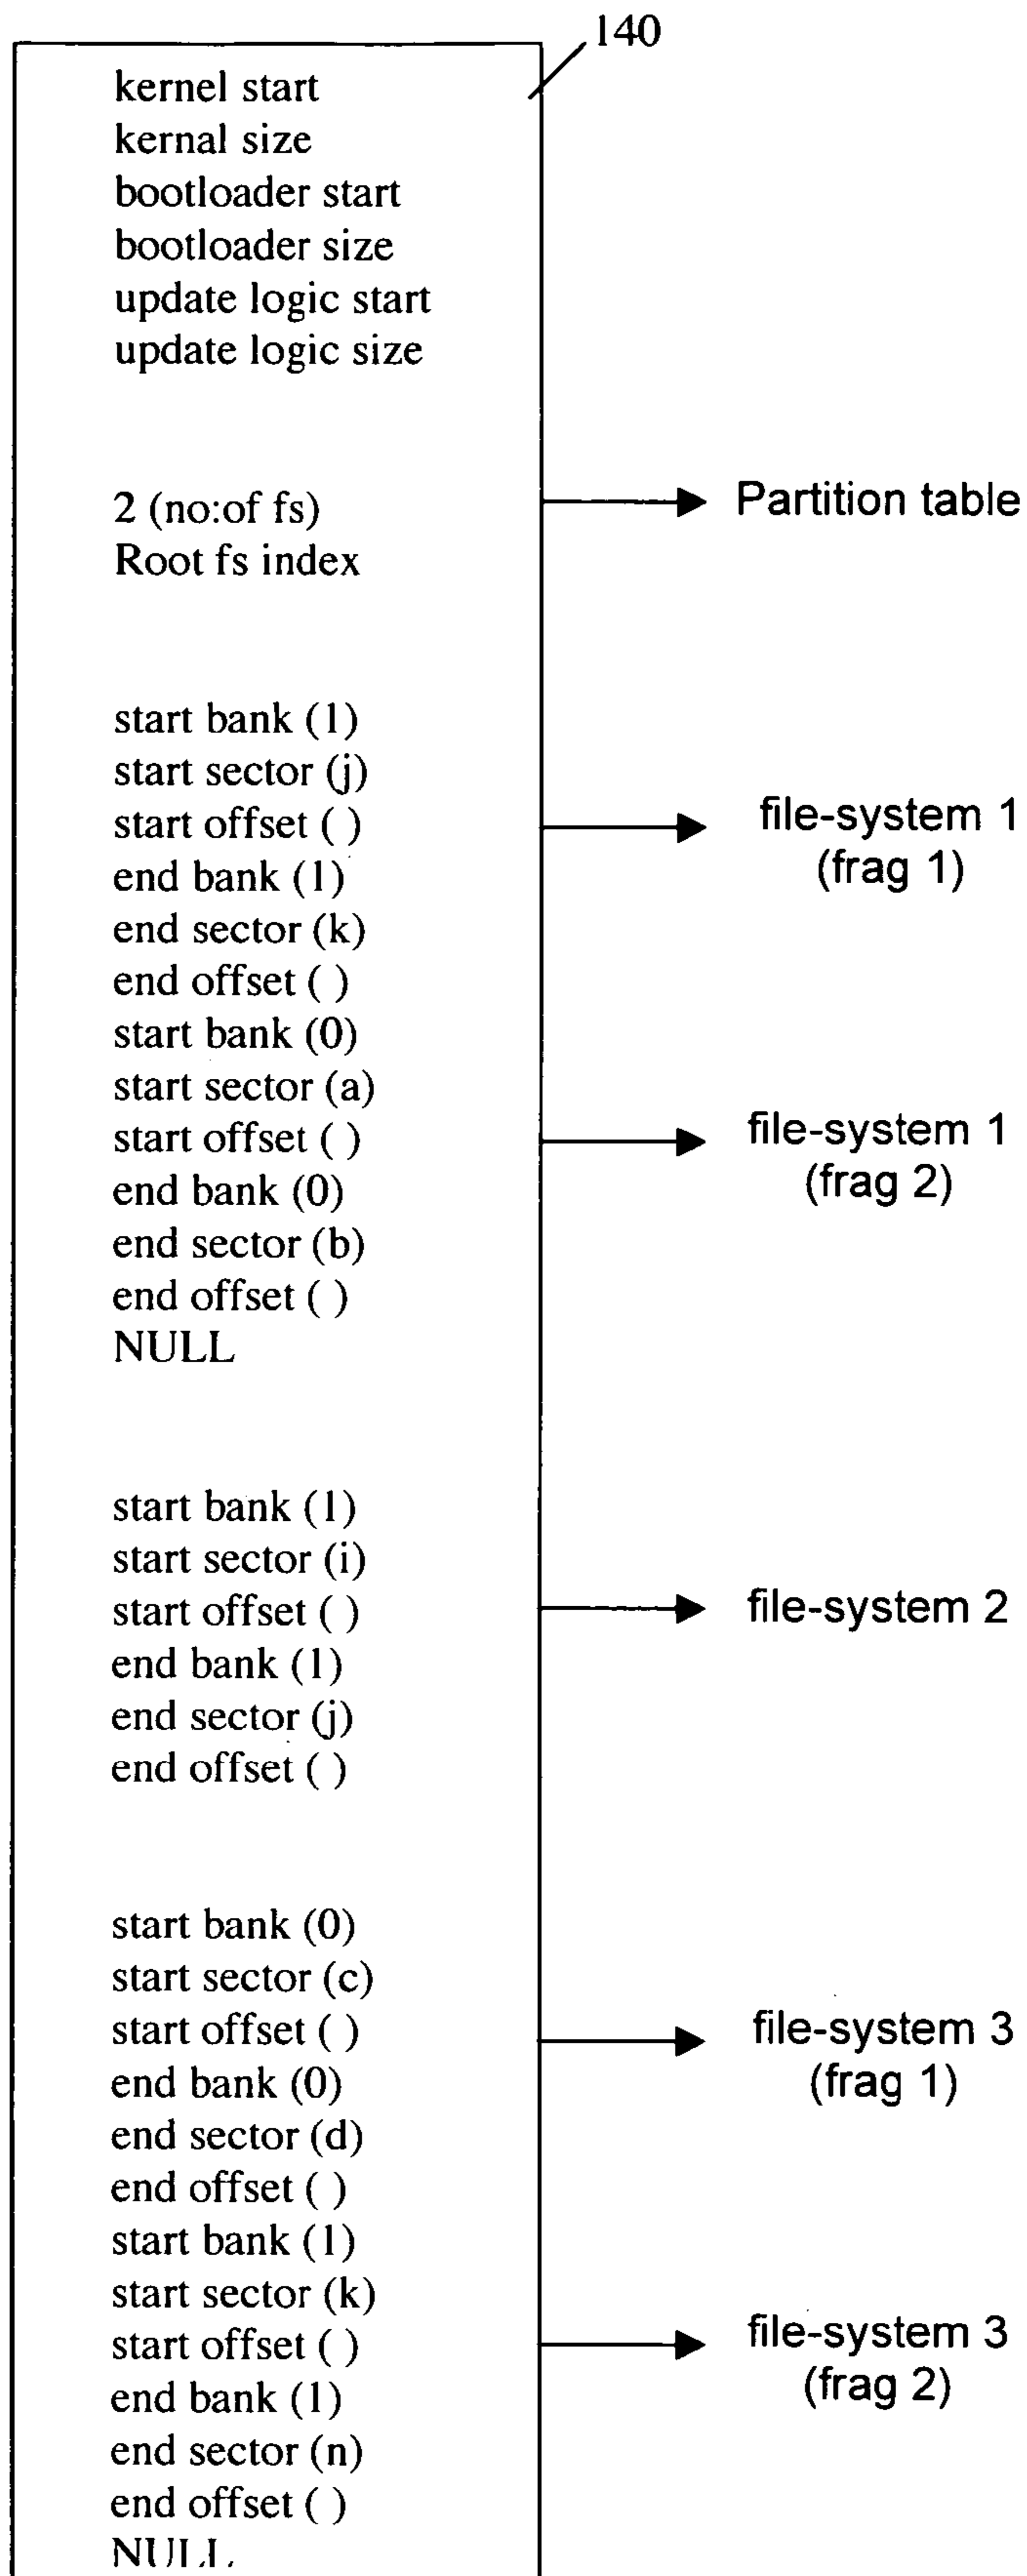 140
kernel start
kernal size
bootloader start
bootloader size
update logic start
update logic size
2 (no:of fs)
Root fs index
Partition table
start bank (1)
start sector (j)
start offset ( )
end bank (1)
end sector (k)
end offset ( )
file-system 1
(frag 1)
start bank (0)
start sector (a)
start offset ( )
end bank (0)
end sector (b)
end offset ( )
NULL
file-system 1
(frag 2)
start bank (1)
start sector (i)
start offset ( )
end bank (1)
end sector (j)
end offset ( )
file-system 2
start bank (0)
start sector (c)
start offset ( )
end bank (0)
end sector (d)
end offset ( )
file-system 3
(frag 1)
start bank (1)
start sector (k)
start offset ( )
end bank (1)
end sector (n)
end offset ( )
NULL
file-system 3
(frag 2)